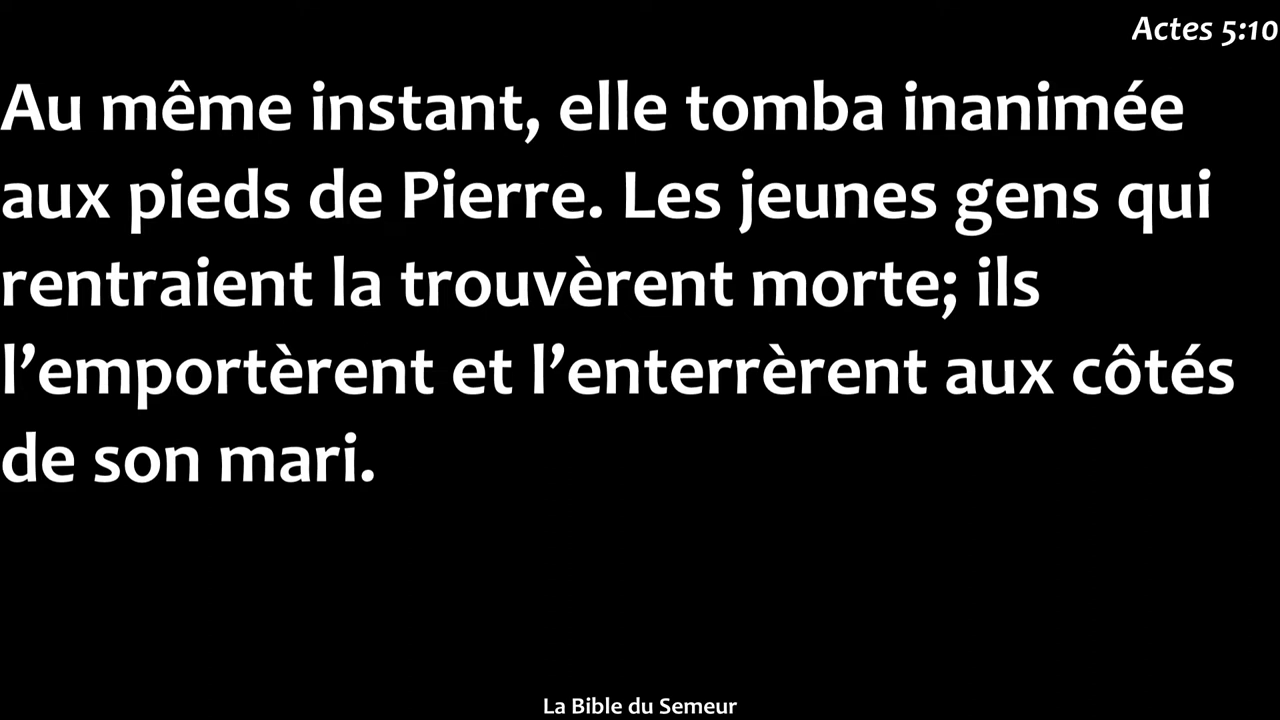 Actes 5:10
Au même instant, elle tomba inanimée
aux pieds de Pierre. Les jeunes gens qui
rentraient la trouvèrent morte; ils
l’emportèrent et l’enterrèrent aux côtés
de son mari.
La Bible du Semeur